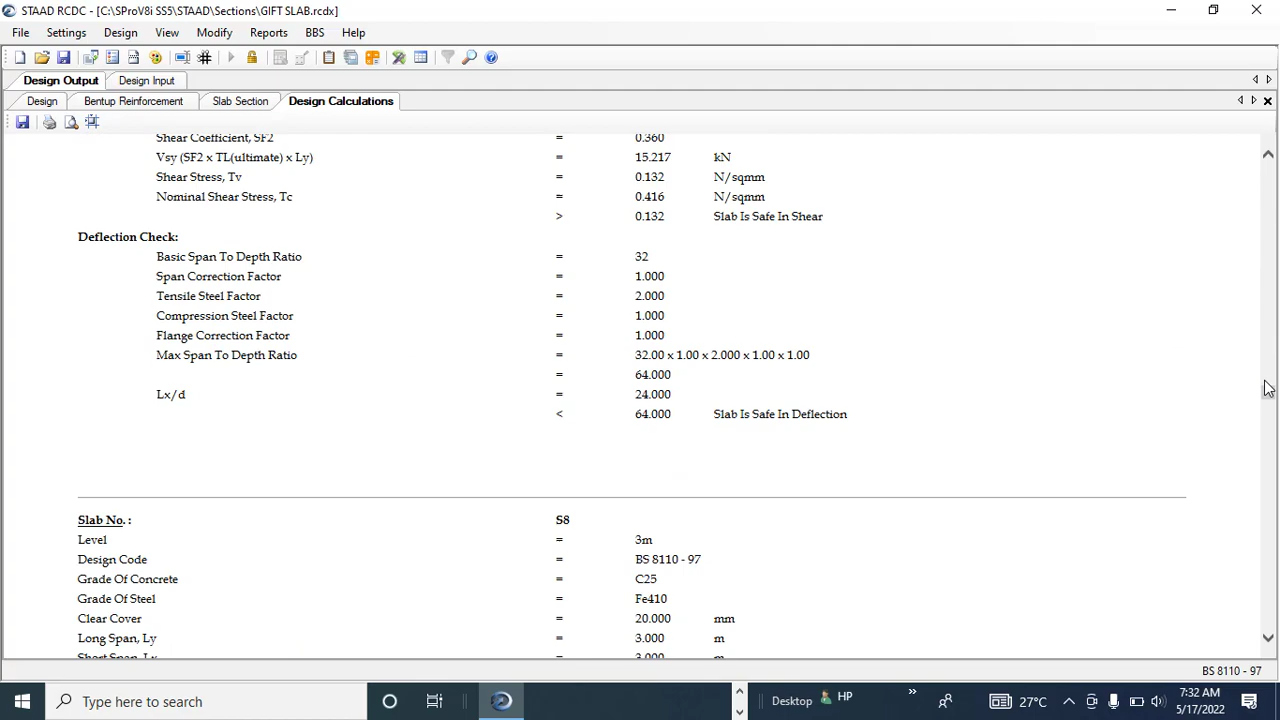 STAAD RCDC - [C:\SProV8i SS5\STAAD\Sections\GIFT SLAB.rcdx]
File Settings Design View Modify Reports BBS Help
Design Output Design Input
Design Bentup Reinforcement Slab Section Design Calculations
Shear Coefficient, SF2 = 0.360
Vsy (SF2 x TL(ultimate) x Ly) = 15.217 kN
Shear Stress, Tv = 0.132 N/sqmm
Nominal Shear Stress, Tc = 0.416 N/sqmm
> 0.132 Slab Is Safe In Shear
Deflection Check:
Basic Span To Depth Ratio = 32
Span Correction Factor = 1.000
Tensile Steel Factor = 2.000
Compression Steel Factor = 1.000
Flange Correction Factor = 1.000
Max Span To Depth Ratio = 32.00 x 1.00 x 2.000 x 1.00 x 1.00
= 64.000
Lx/d = 24.000
< 64.000 Slab Is Safe In Deflection
Slab No. : S8
Level = 3m
Design Code = BS 8110 - 97
Grade Of Concrete = C25
Grade Of Steel = Fe410
Clear Cover = 20.000 mm
Long Span, Ly = 3.000 m
Short Span, Lx = 3.000 m
BS 8110 - 97
Type here to search
Desktop HP 27°C 7:32 AM
5/17/2022